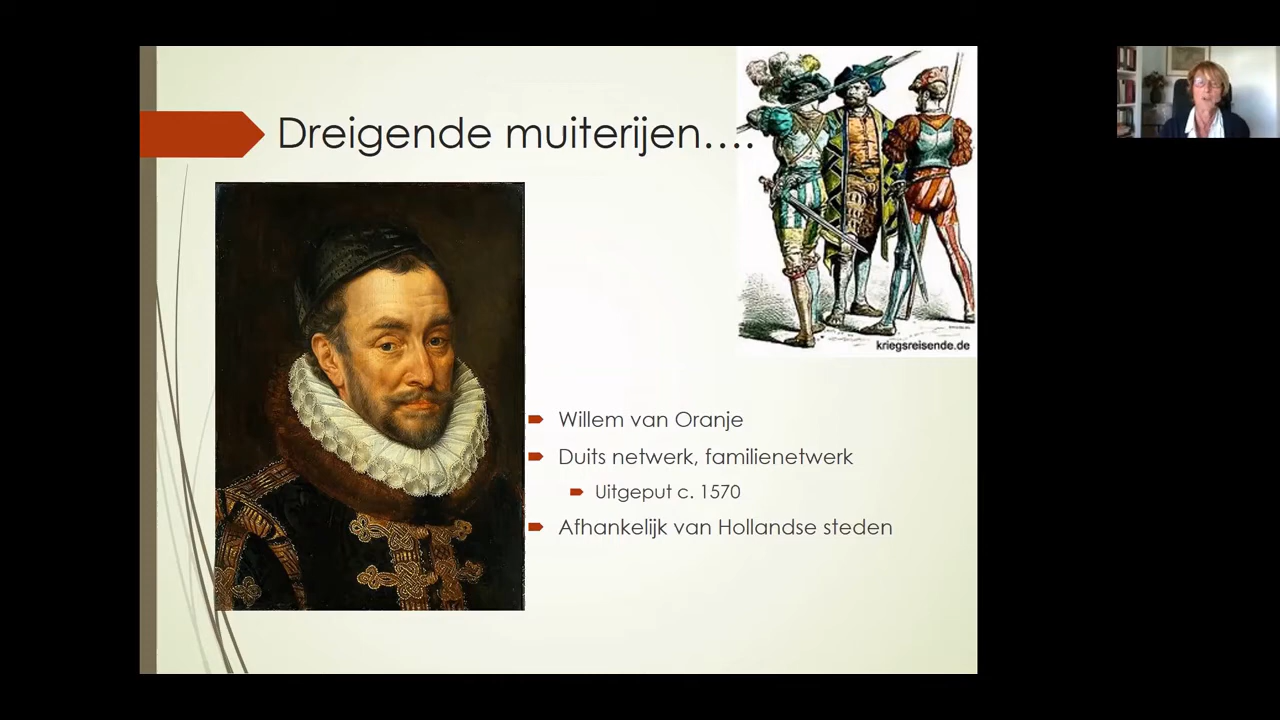 Dreigende muiterijen....
kriegsreisende.de
Willem van Oranje
Duits netwerk, familienetwerk
Uitgeput c. 1570
Afhankelijk van Hollandse steden